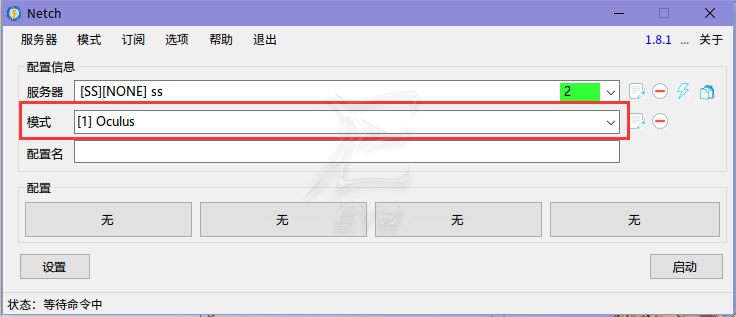 Netch
服务器 模式 订阅 选项 帮助 退出 1.8.1 ... 关于
配置信息
服务器 [SS][NONE] ss 2
模式 [1] Oculus
配置名
配置
无 无 无 无
设置 启动
状态：等待命令中